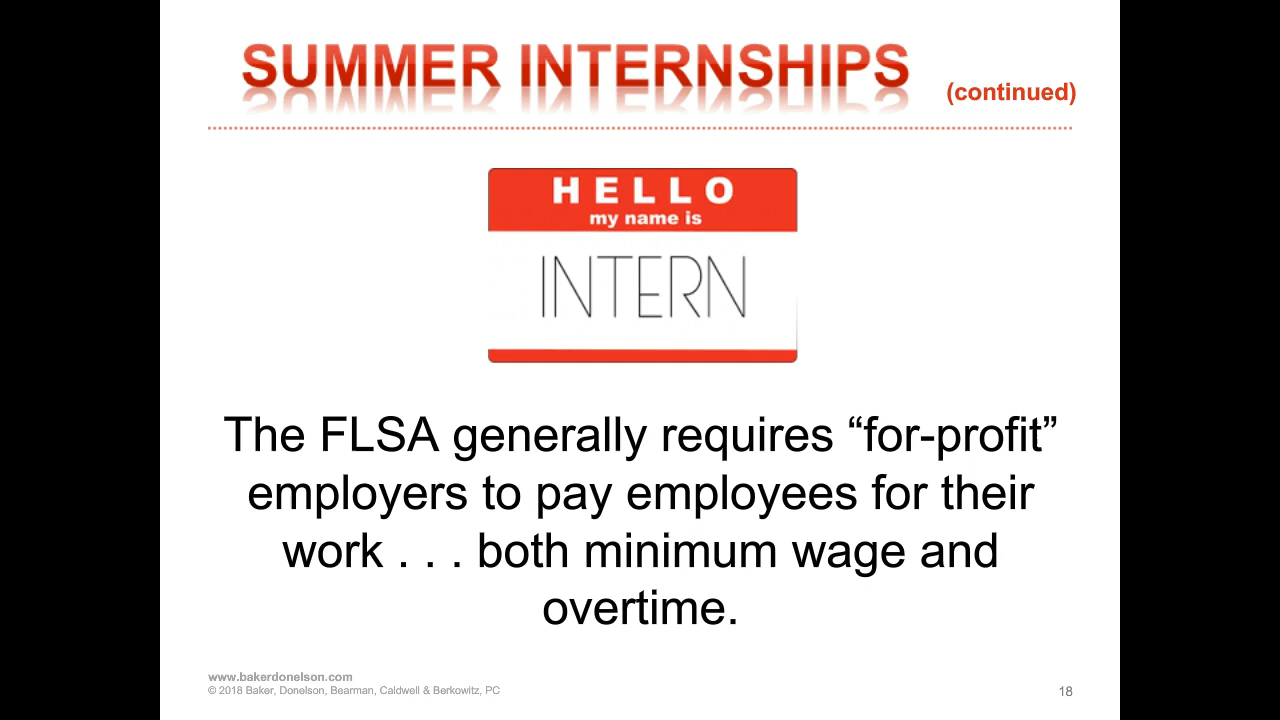 SUMMER INTERNSHIPS (continued)
HELLO
my name is
INTERN
The FLSA generally requires “for-profit”
employers to pay employees for their
work . . . both minimum wage and
overtime.
www.bakerdonelson.com
© 2018 Baker, Donelson, Bearman, Caldwell & Berkowitz, PC
18